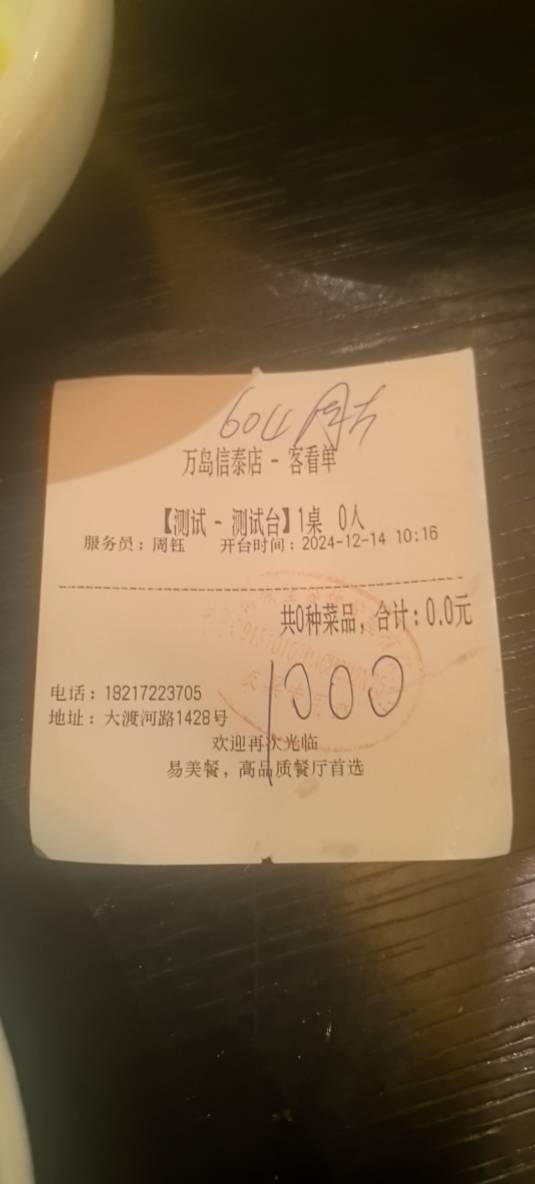 604
万岛信泰店 - 客看单
【测试 - 测试台】1桌 0人
服务员：周钰 开台时间：2024-12-14 10:16
共0种菜品，合计：0.0元
1000
电话：18217223705
地址：大渡河路1428号
欢迎再次光临
易美餐，高品质餐厅首选